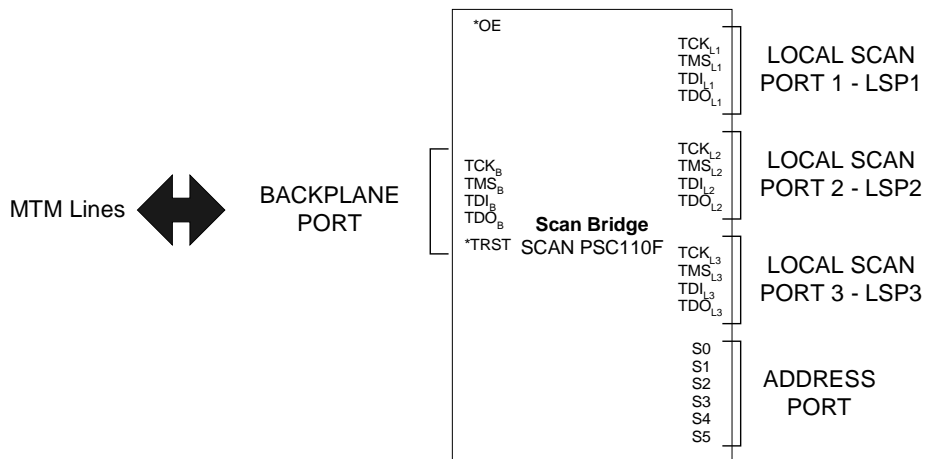 *OE
TCKL1
TMSL1
TDIL1
TDOL1
LOCAL SCAN
PORT 1 - LSP1
MTM Lines
BACKPLANE
PORT
TCKB
TMSB
TDIB
TDOB
*TRST
Scan Bridge
SCAN PSC110F
TCKL2
TMSL2
TDIL2
TDOL2
LOCAL SCAN
PORT 2 - LSP2
TCKL3
TMSL3
TDIL3
TDOL3
LOCAL SCAN
PORT 3 - LSP3
S0
S1
S2
S3
S4
S5
ADDRESS
PORT